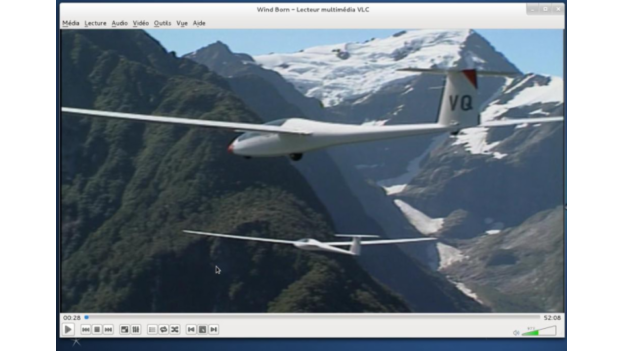 Wind Born – Lecteur multimédia VLC
Média Lecture Audio Vidéo Outils Vue Aide
VQ
00:28 52:08